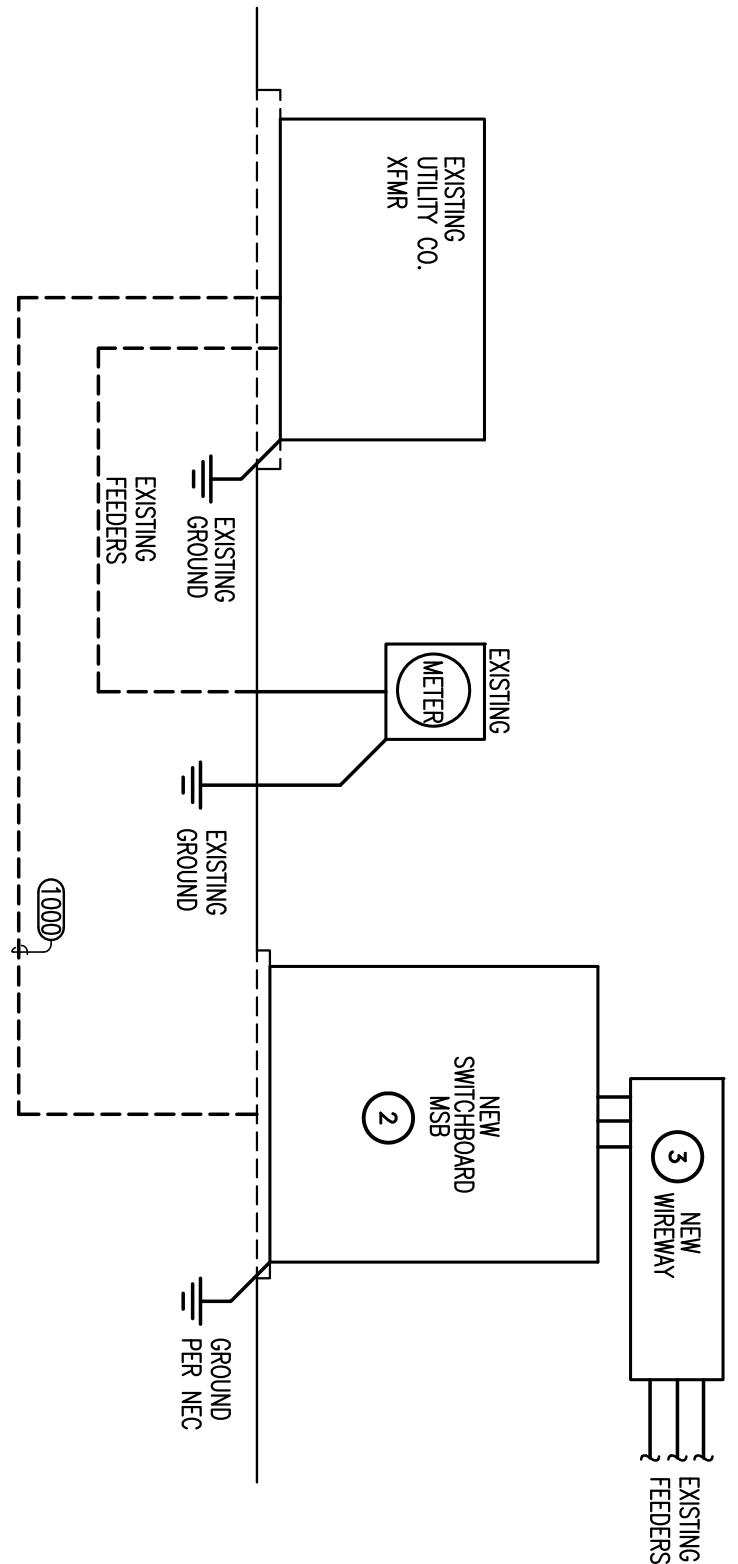 EXISTING
UTILITY CO.
XFMR
EXISTING
FEEDERS
EXISTING
GROUND
EXISTING
METER
EXISTING
GROUND
1000
NEW
SWITCHBOARD
MSB
2
GROUND
PER NEC
3
NEW
WIREWAY
EXISTING
FEEDERS